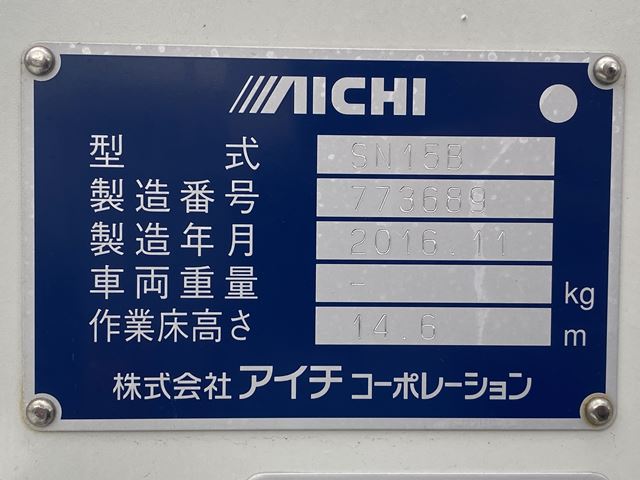 AICHI
型式 SN15B
製造番号 773689
製造年月 2016.11
車両重量 - kg
作業床高さ 14.6 m
株式会社 アイチ コーポレーション